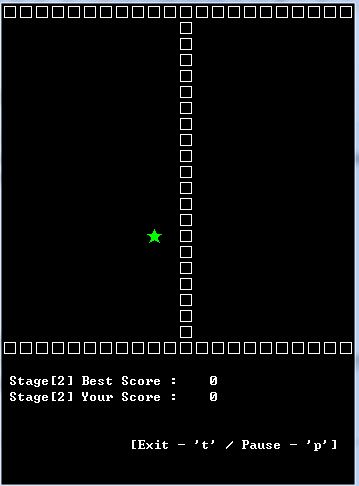 Stage[2] Best Score : 0
Stage[2] Your Score : 0
[Exit - 't' / Pause - 'p']